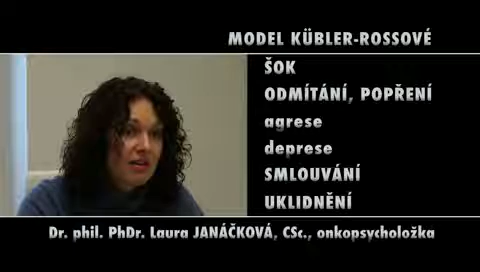 MODEL KÜBLER-ROSSOVÉ
ŠOK
ODMÍTÁNÍ, POPŘENÍ
agrese
deprese
SMLOUVÁNÍ
UKLIDNĚNÍ
Dr. phil. PhDr. Laura JANÁČKOVÁ, CSc., onkopsycholožka